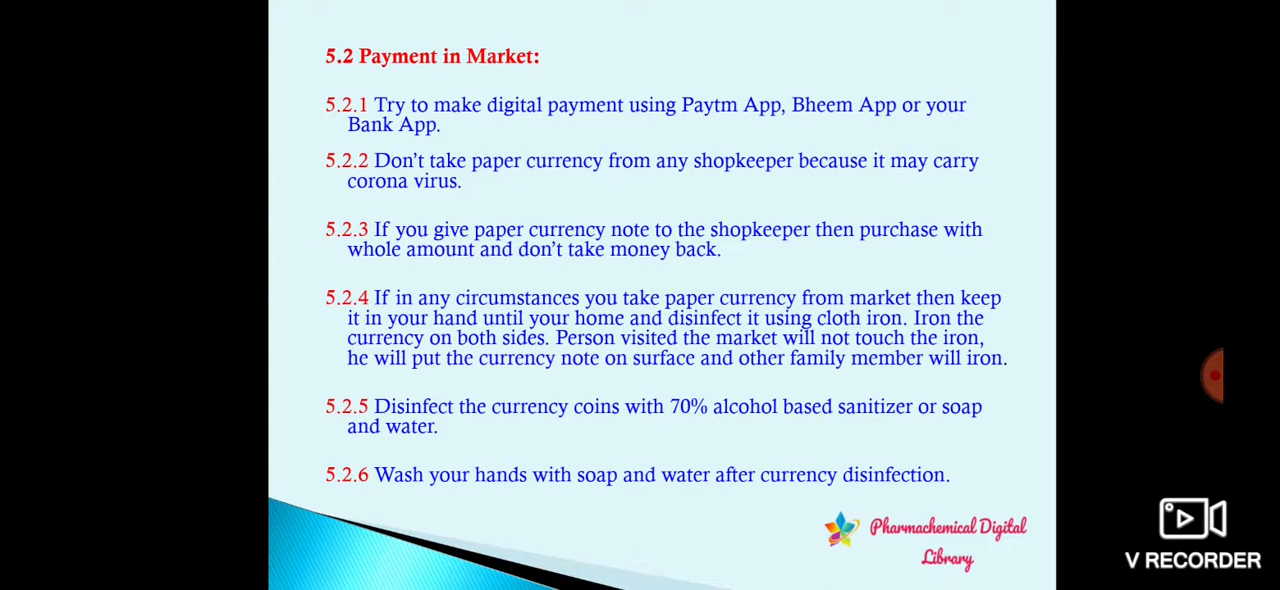 5.2 Payment in Market:
5.2.1 Try to make digital payment using Paytm App, Bheem App or your
Bank App.
5.2.2 Don't take paper currency from any shopkeeper because it may carry
corona virus.
5.2.3 If you give paper currency note to the shopkeeper then purchase with
whole amount and don't take money back.
5.2.4 If in any circumstances you take paper currency from market then keep
it in your hand until your home and disinfect it using cloth iron. Iron the
currency on both sides. Person visited the market will not touch the iron,
he will put the currency note on surface and other family member will iron.
5.2.5 Disinfect the currency coins with 70% alcohol based sanitizer or soap
and water.
5.2.6 Wash your hands with soap and water after currency disinfection.
Pharmachemical Digital
Library
V RECORDER